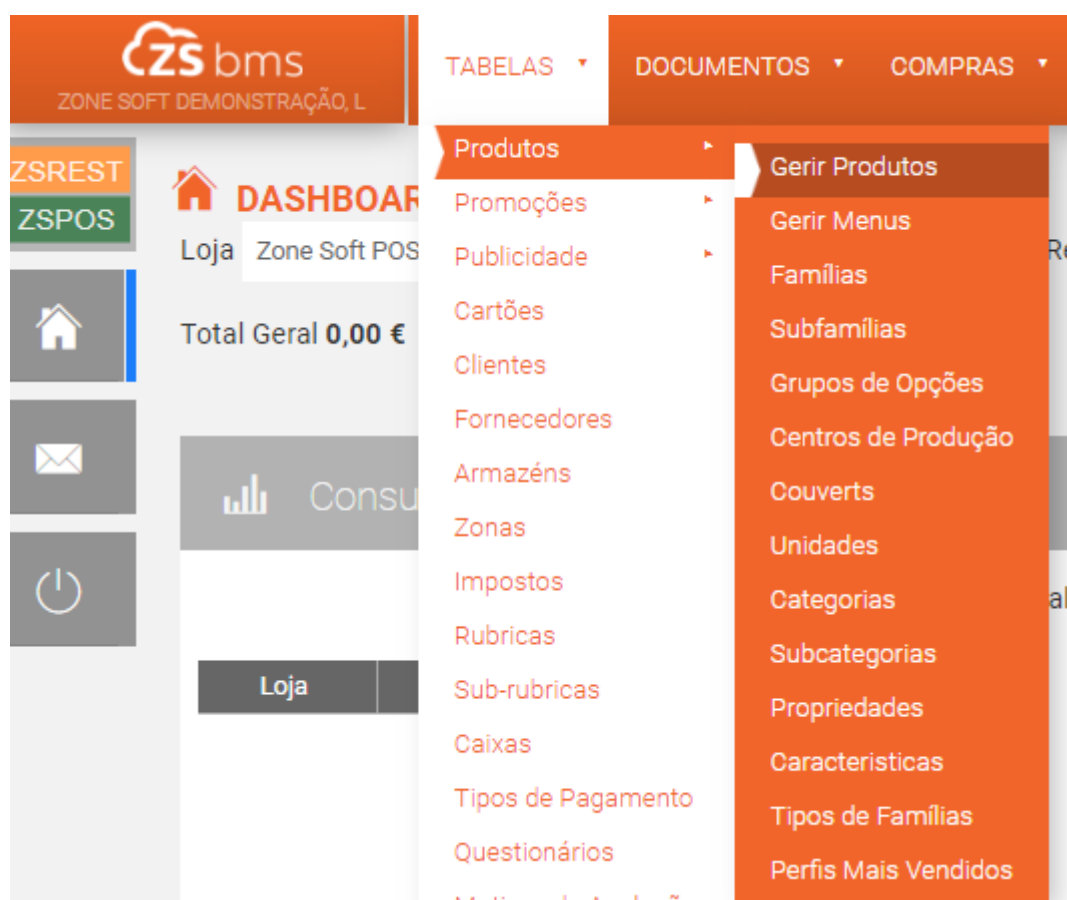 ZS bms
ZONE SOFT DEMONSTRAÇÃO, L
TABELAS
DOCUMENTOS
COMPRAS
ZSREST
ZSPOS
DASHBOAR
Loja Zone Soft POS
Total Geral 0,00 €
Consu
Loja
Produtos
Promoções
Publicidade
Cartões
Clientes
Fornecedores
Armazéns
Zonas
Impostos
Rubricas
Sub-rubricas
Caixas
Tipos de Pagamento
Questionários
Gerir Produtos
Gerir Menus
Famílias
Subfamílias
Grupos de Opções
Centros de Produção
Couverts
Unidades
Categorias
Subcategorias
Propriedades
Caracteristicas
Tipos de Famílias
Perfis Mais Vendidos